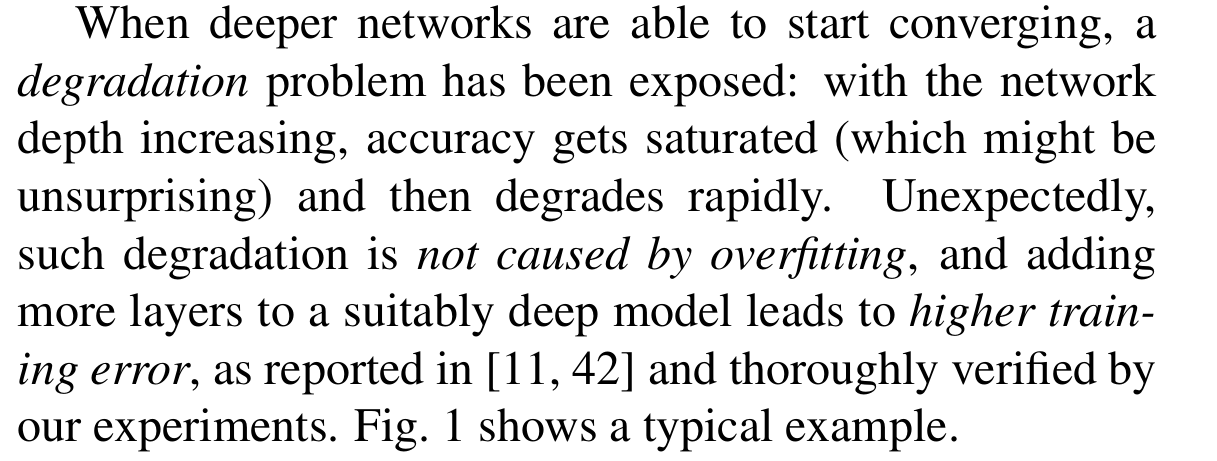 When deeper networks are able to start converging, a
degradation problem has been exposed: with the network
depth increasing, accuracy gets saturated (which might be
unsurprising) and then degrades rapidly. Unexpectedly,
such degradation is not caused by overfitting, and adding
more layers to a suitably deep model leads to higher train-
ing error, as reported in [11, 42] and thoroughly verified by
our experiments. Fig. 1 shows a typical example.